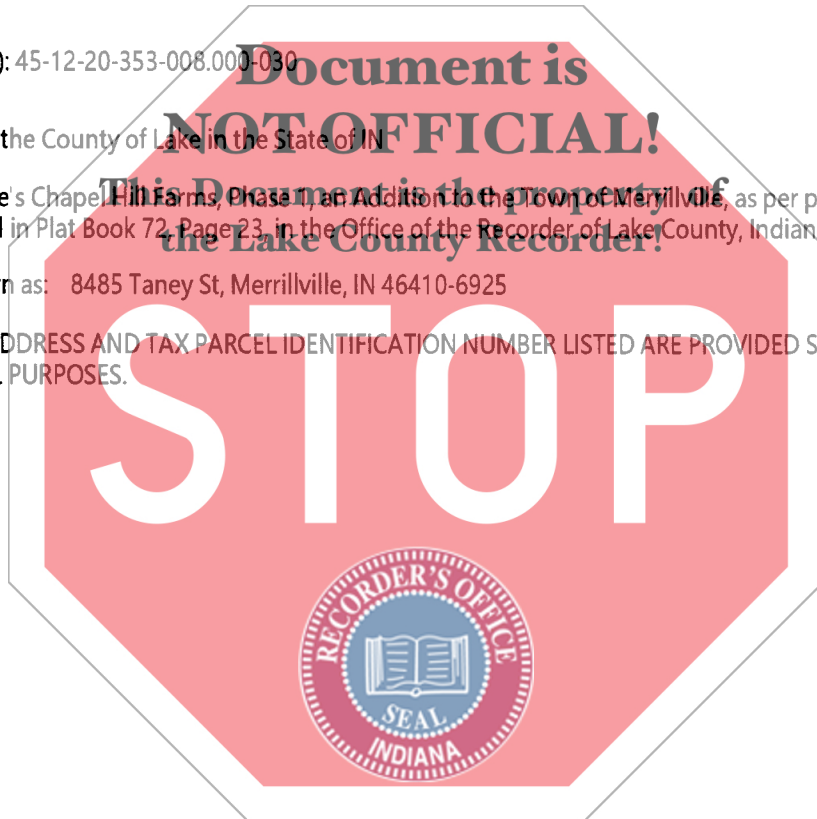 ): 45-12-20-353-008.000-030
Document is
the County of Lake in the State of IN
NOT OFFICIAL!
e's Chapel Hill Farms, Phase 1, an Addition to the Town of Merrillville, as per p
This Document is the property of
in Plat Book 72, Page 23, in the Office of the Recorder of Lake County, Indian
the Lake County Recorder!
n as: 8485 Taney St, Merrillville, IN 46410-6925
DDRESS AND TAX PARCEL IDENTIFICATION NUMBER LISTED ARE PROVIDED S
. PURPOSES.
STOP
RECORDER'S OFFICE
SEAL
INDIANA